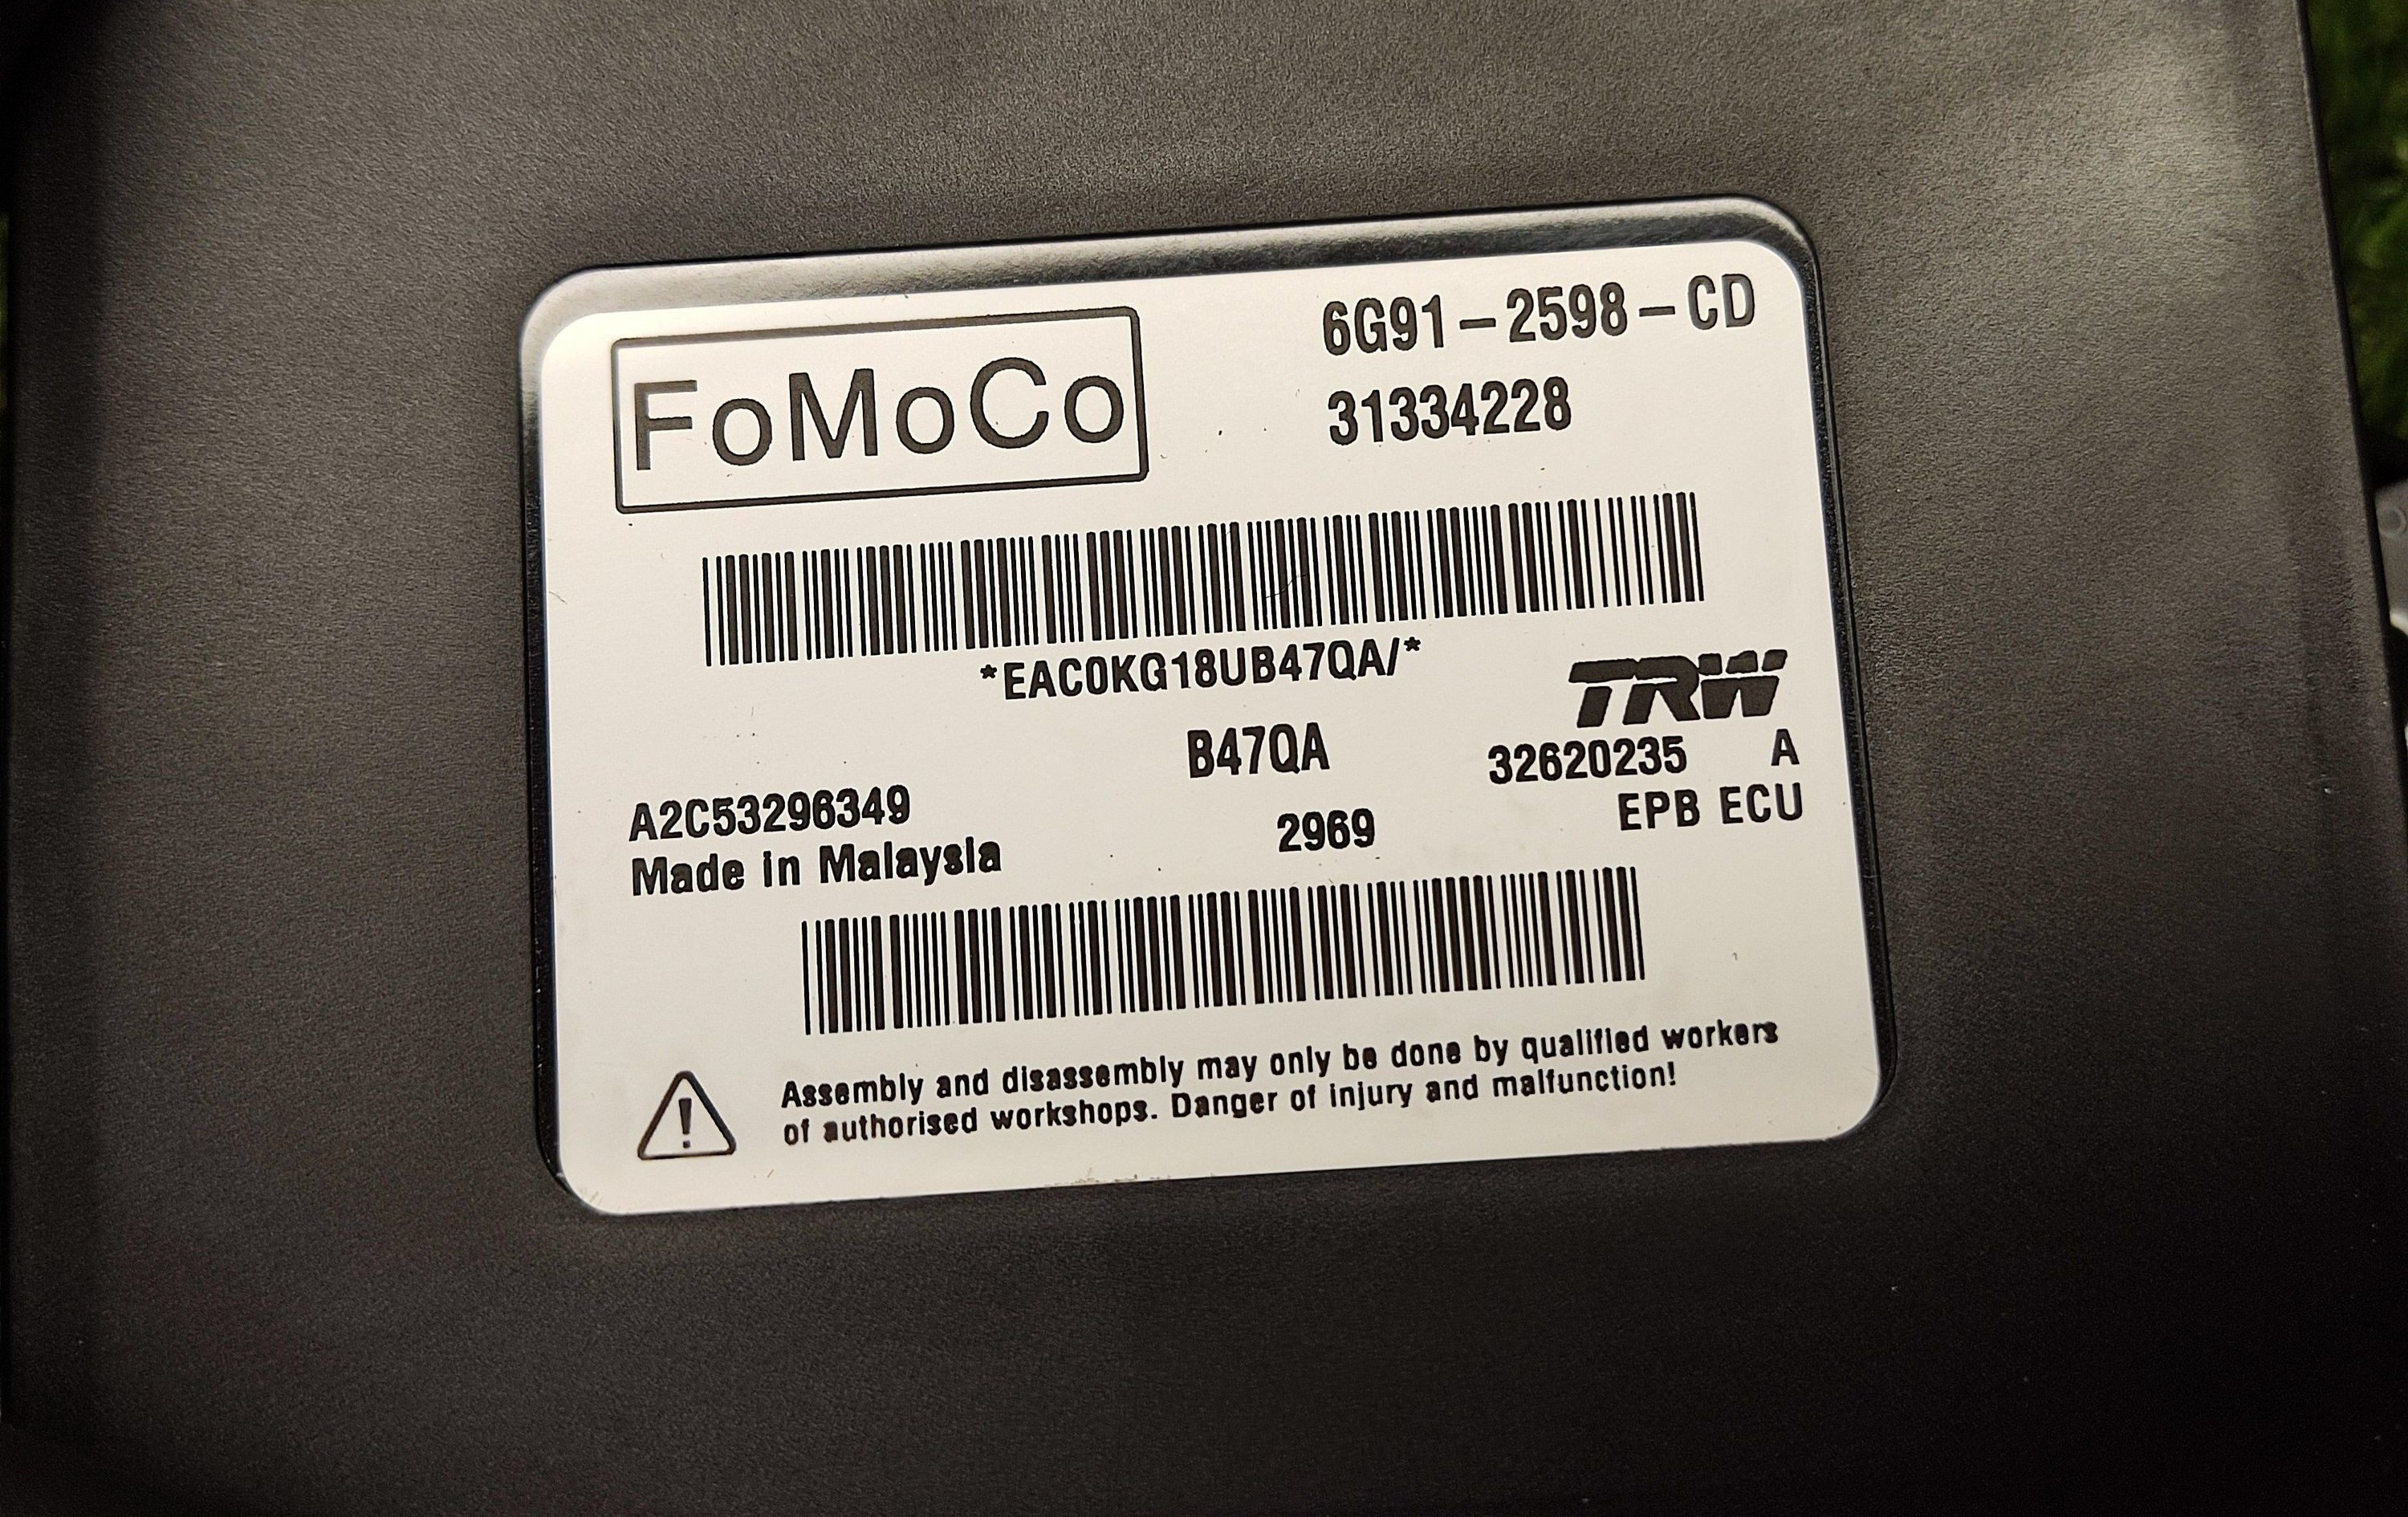 FoMoCo
6G91-2598-CD
31334228
*EAC0KG18UB47QA/*
TRW
B47QA
32620235 A
A2C53296349
2969
EPB ECU
Made in Malaysia
Assembly and disassembly may only be done by qualified workers
of authorised workshops. Danger of injury and malfunction!